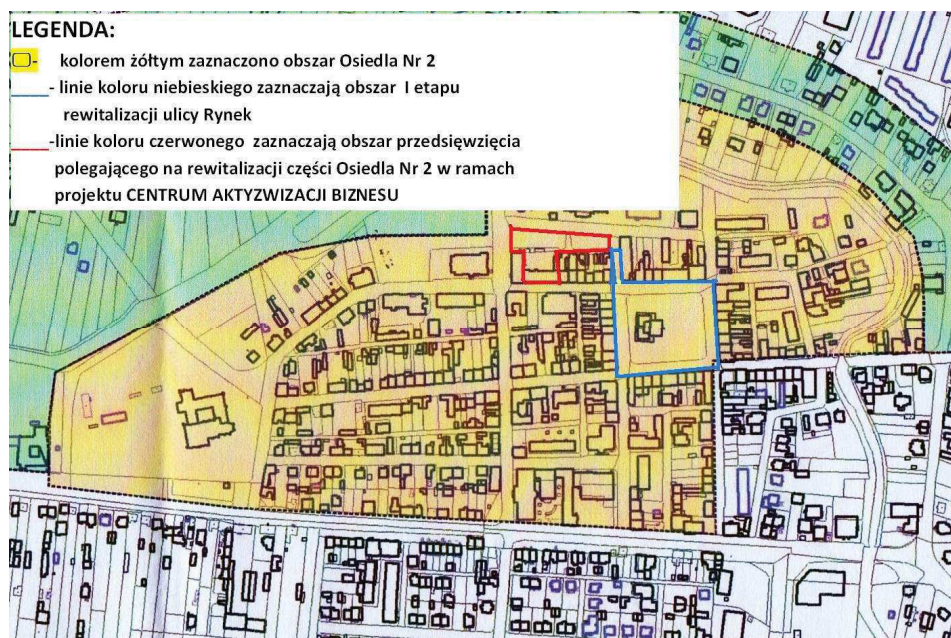 LEGENDA:
- kolorem żółtym zaznaczono obszar Osiedla Nr 2
- linie koloru niebieskiego zaznaczają obszar I etapu
rewitalizacji ulicy Rynek
-linie koloru czerwonego zaznaczają obszar przedsięwzięcia
polegającego na rewitalizacji części Osiedla Nr 2 w ramach
projektu CENTRUM AKTYZWIZACJI BIZNESU